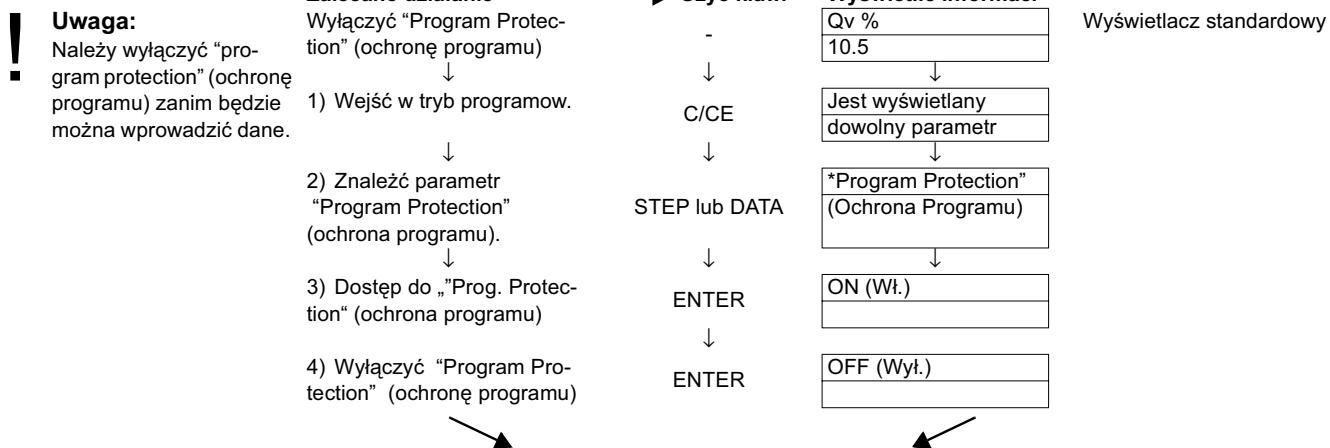 Uwaga:
Należy wyłączyć “pro-
gram protection” (ochronę
programu) zanim będzie
można wprowadzić dane.
Wyłączyć “Program Protec-
tion” (ochronę programu)
-
Qv %
10.5
Wyświetlacz standardowy
↓ ↓ ↓
1) Wejść w tryb programow.
C/CE
Jest wyświetlany
dowolny parametr
↓ ↓ ↓
2) Znaleźć parametr
“Program Protection”
(ochrona programu).
STEP lub DATA
*Program Protection”
(Ochrona Programu)
↓ ↓ ↓
3) Dostęp do „”Prog. Protec-
tion“ (ochrona programu)
ENTER
ON (Wł.)
↓
4) Wyłączyć “Program Pro-
tection” (ochronę programu)
ENTER
OFF (Wył.)